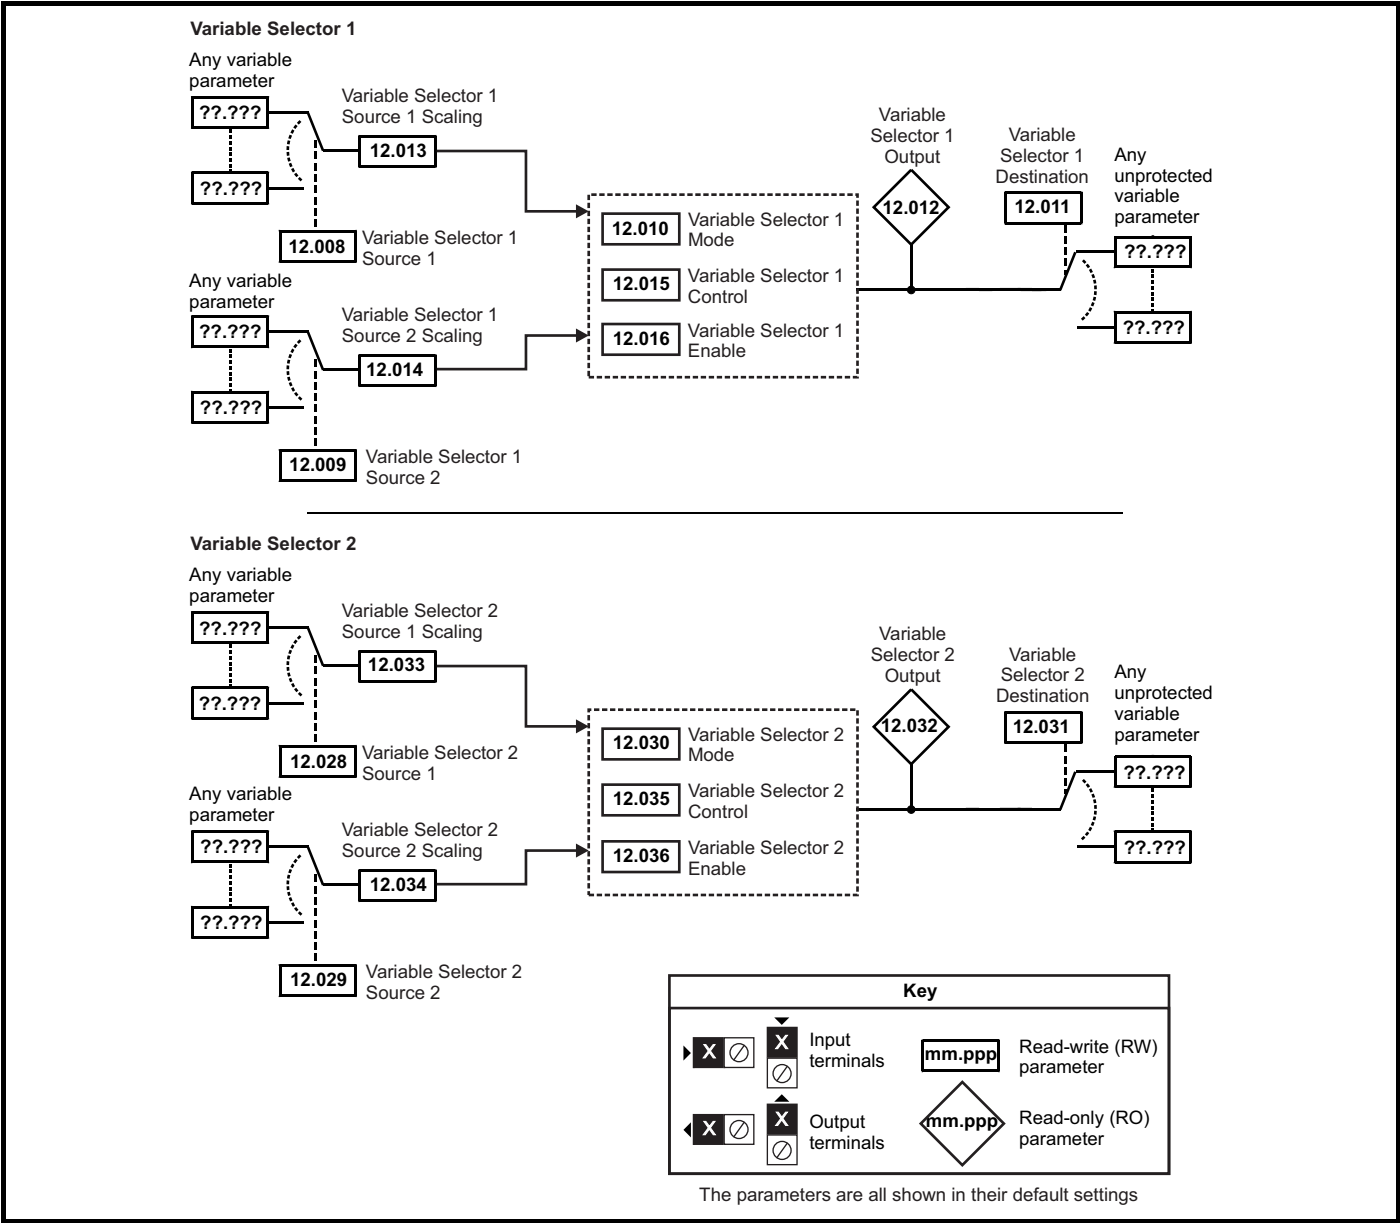 Variable Selector 1
Any variable
parameter
??.???
??.???
Variable Selector 1
Source 1 Scaling
12.013
12.008
Variable Selector 1
Source 1
Any variable
parameter
??.???
??.???
Variable Selector 1
Source 2 Scaling
12.014
12.009
Variable Selector 1
Source 2
12.010
Variable Selector 1
Mode
12.015
Variable Selector 1
Control
12.016
Variable Selector 1
Enable
Variable
Selector 1
Output
12.012
Variable
Selector 1
Destination
12.011
Any
unprotected
variable
parameter
??.???
??.???
Variable Selector 2
Any variable
parameter
??.???
??.???
Variable Selector 2
Source 1 Scaling
12.033
12.028
Variable Selector 2
Source 1
Any variable
parameter
??.???
??.???
Variable Selector 2
Source 2 Scaling
12.034
12.029
Variable Selector 2
Source 2
12.030
Variable Selector 2
Mode
12.035
Variable Selector 2
Control
12.036
Variable Selector 2
Enable
Variable
Selector 2
Output
12.032
Variable
Selector 2
Destination
12.031
Any
unprotected
variable
parameter
??.???
??.???
Key
X
X
Input
terminals
mm.ppp
Read-write (RW)
parameter
X
X
Output
terminals
mm.ppp
Read-only (RO)
parameter
The parameters are all shown in their default settings